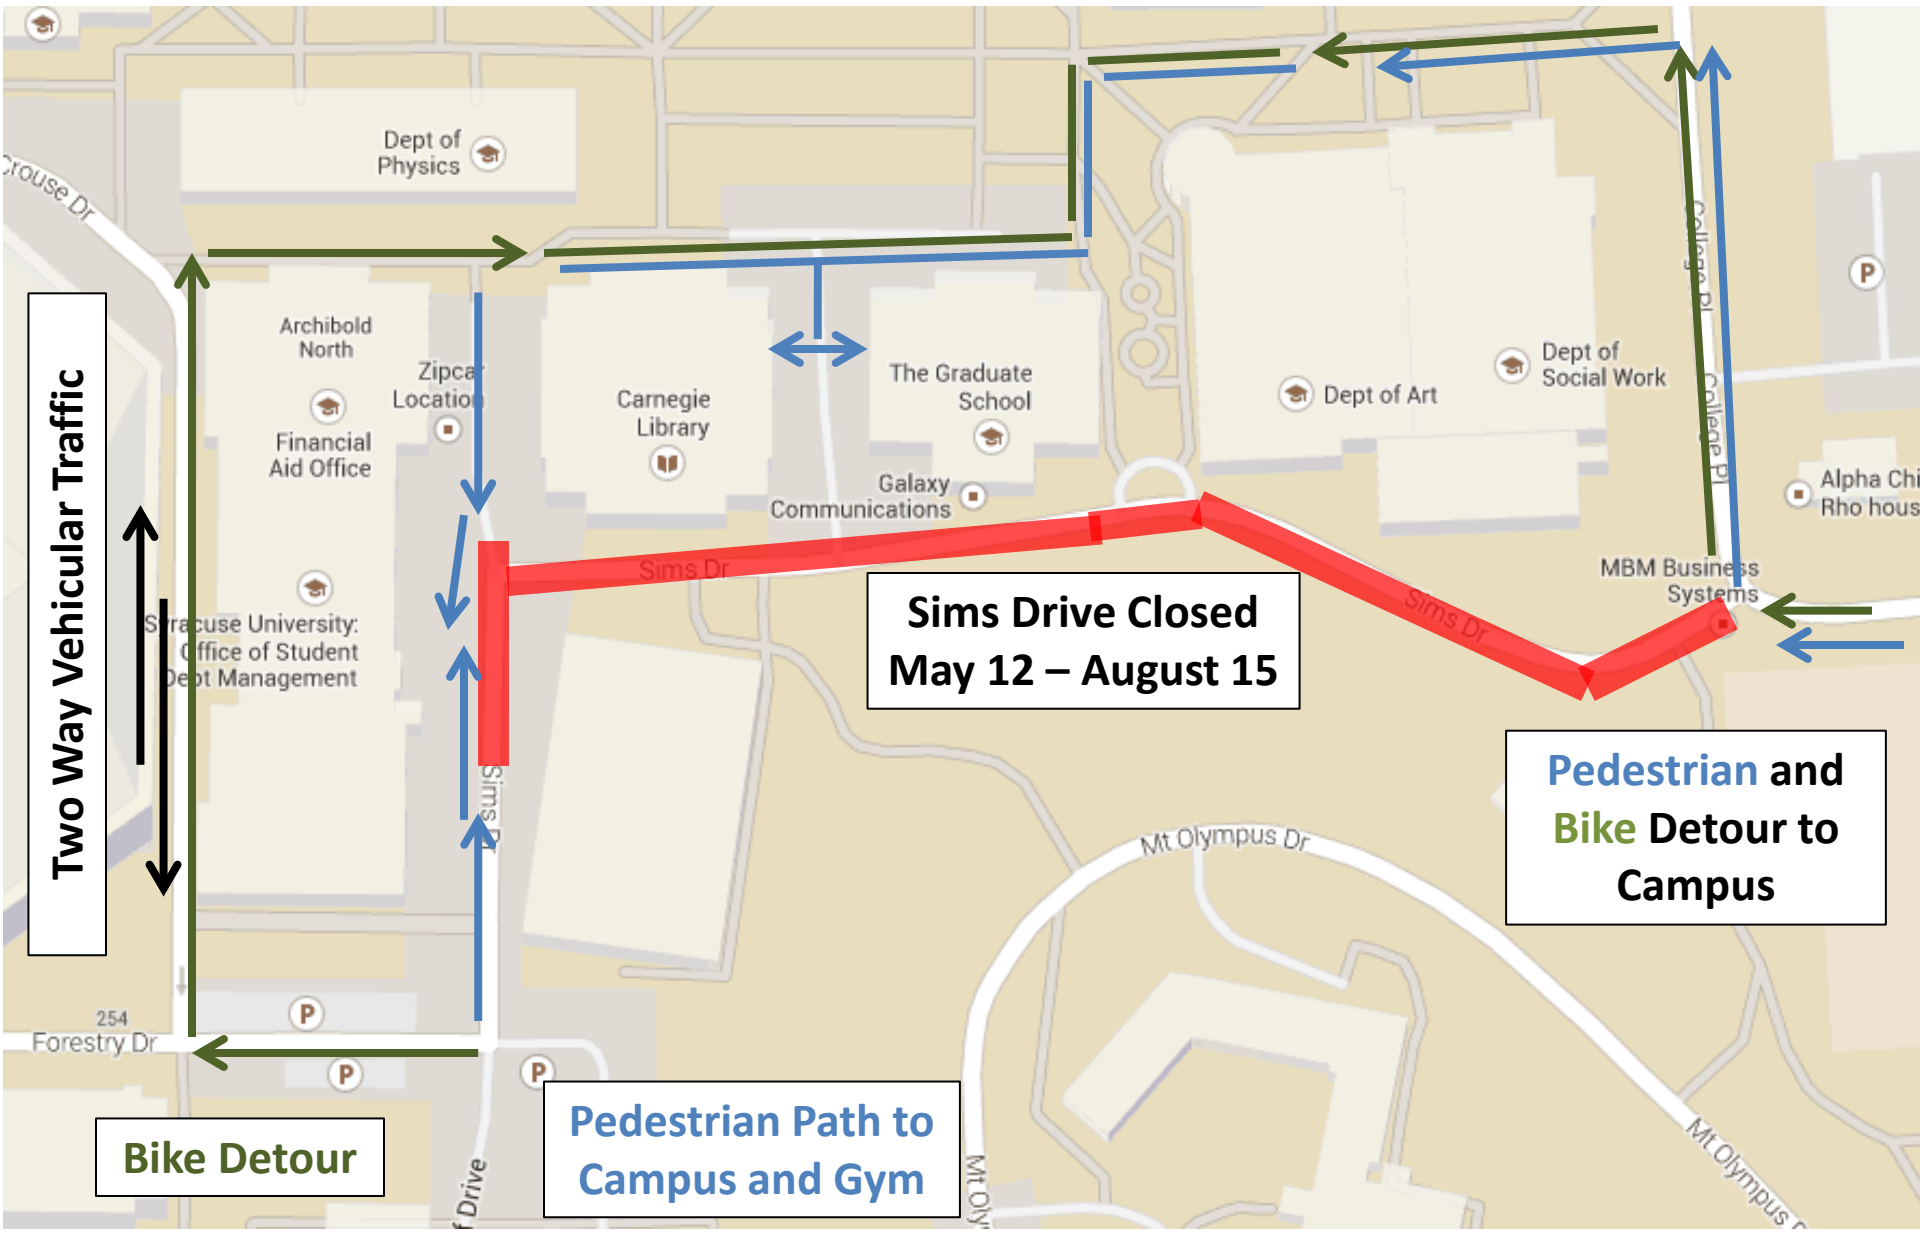 Dept of
Physics
Crouse Dr
College Pl
P
Archibold
North
Zipcar
Location
Financial
Aid Office
Carnegie
Library
The Graduate
School
Dept of Art
Dept of
Social Work
College Pl
Galaxy
Communications
Alpha Chi
Rho hous
Two Way Vehicular Traffic
Syracuse University:
Office of Student
Debt Management
Sims Dr
Sims Drive Closed
May 12 – August 15
Sims Dr
MBM Business
Systems
Sims Dr
Pedestrian and
Bike Detour to
Campus
Mt Olympus Dr
254
Forestry Dr
P
P
P
Bike Detour
Pedestrian Path to
Campus and Gym
f Drive
Mt Oly
Mt Olympus